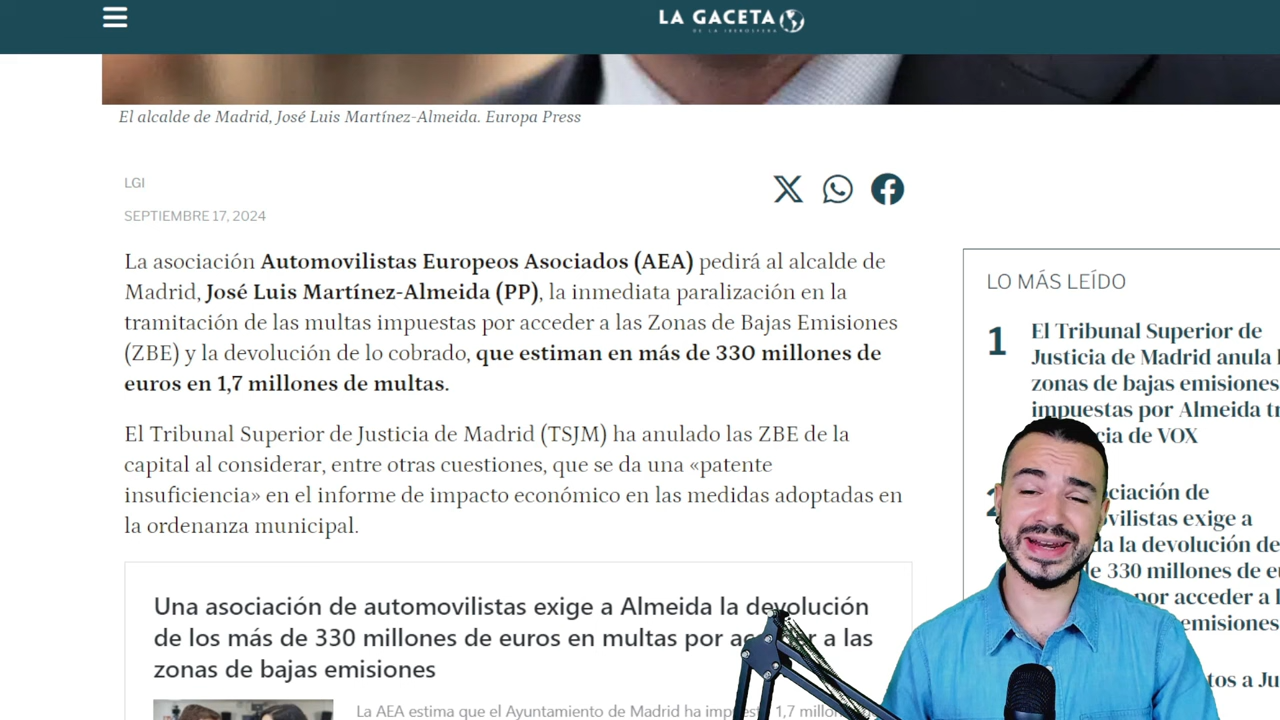 LA GACETA
DE LA IBEROSFERA
El alcalde de Madrid, José Luis Martínez-Almeida. Europa Press
LGI
SEPTIEMBRE 17, 2024
La asociación Automovilistas Europeos Asociados (AEA) pedirá al alcalde de
Madrid, José Luis Martínez-Almeida (PP), la inmediata paralización en la
tramitación de las multas impuestas por acceder a las Zonas de Bajas Emisiones
(ZBE) y la devolución de lo cobrado, que estiman en más de 330 millones de
euros en 1,7 millones de multas.
El Tribunal Superior de Justicia de Madrid (TSJM) ha anulado las ZBE de la
capital al considerar, entre otras cuestiones, que se da una «patente
insuficiencia» en el informe de impacto económico en las medidas adoptadas en
la ordenanza municipal.
Una asociación de automovilistas exige a Almeida la devolución
de los más de 330 millones de euros en multas por a las
zonas de bajas emisiones
La AEA estima que el Ayuntamiento de Madrid ha 1,7
LO MÁS LEÍDO
1
El Tribunal Superior de
Justicia de Madrid anula
zonas de bajas emisiones
impuestas por Almeida
de VOX
2
de
exige a
la devolución de
330 millones de
por acceder a
emisiones
a